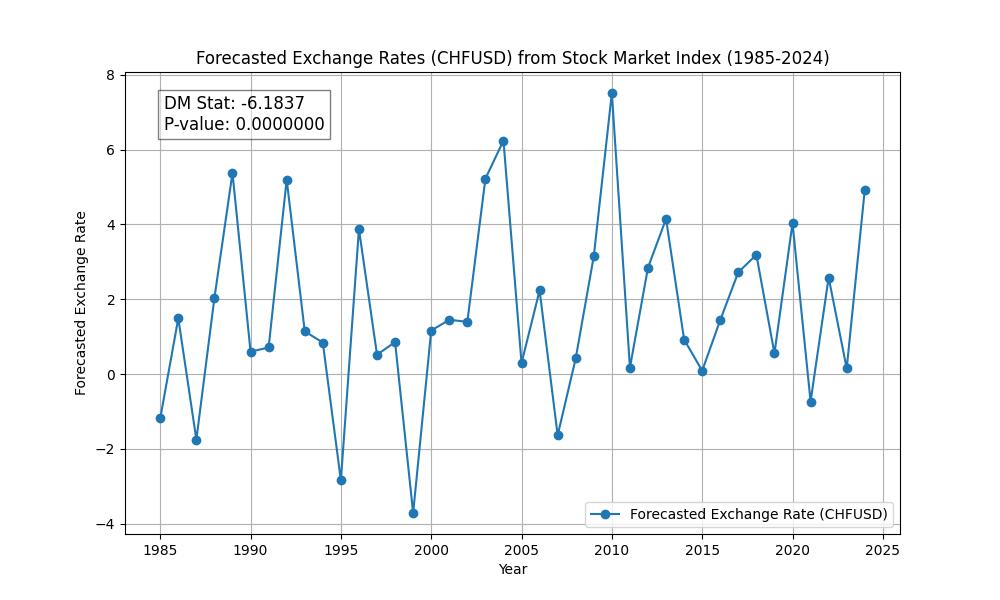 Forecasted Exchange Rates (CHFUSD) from Stock Market Index (1985-2024)
DM Stat: -6.1837
P-value: 0.0000000
Forecasted Exchange Rate
8
6
4
2
0
−2
−4
Forecasted Exchange Rate (CHFUSD)
1985 1990 1995 2000 2005 2010 2015 2020 2025
Year